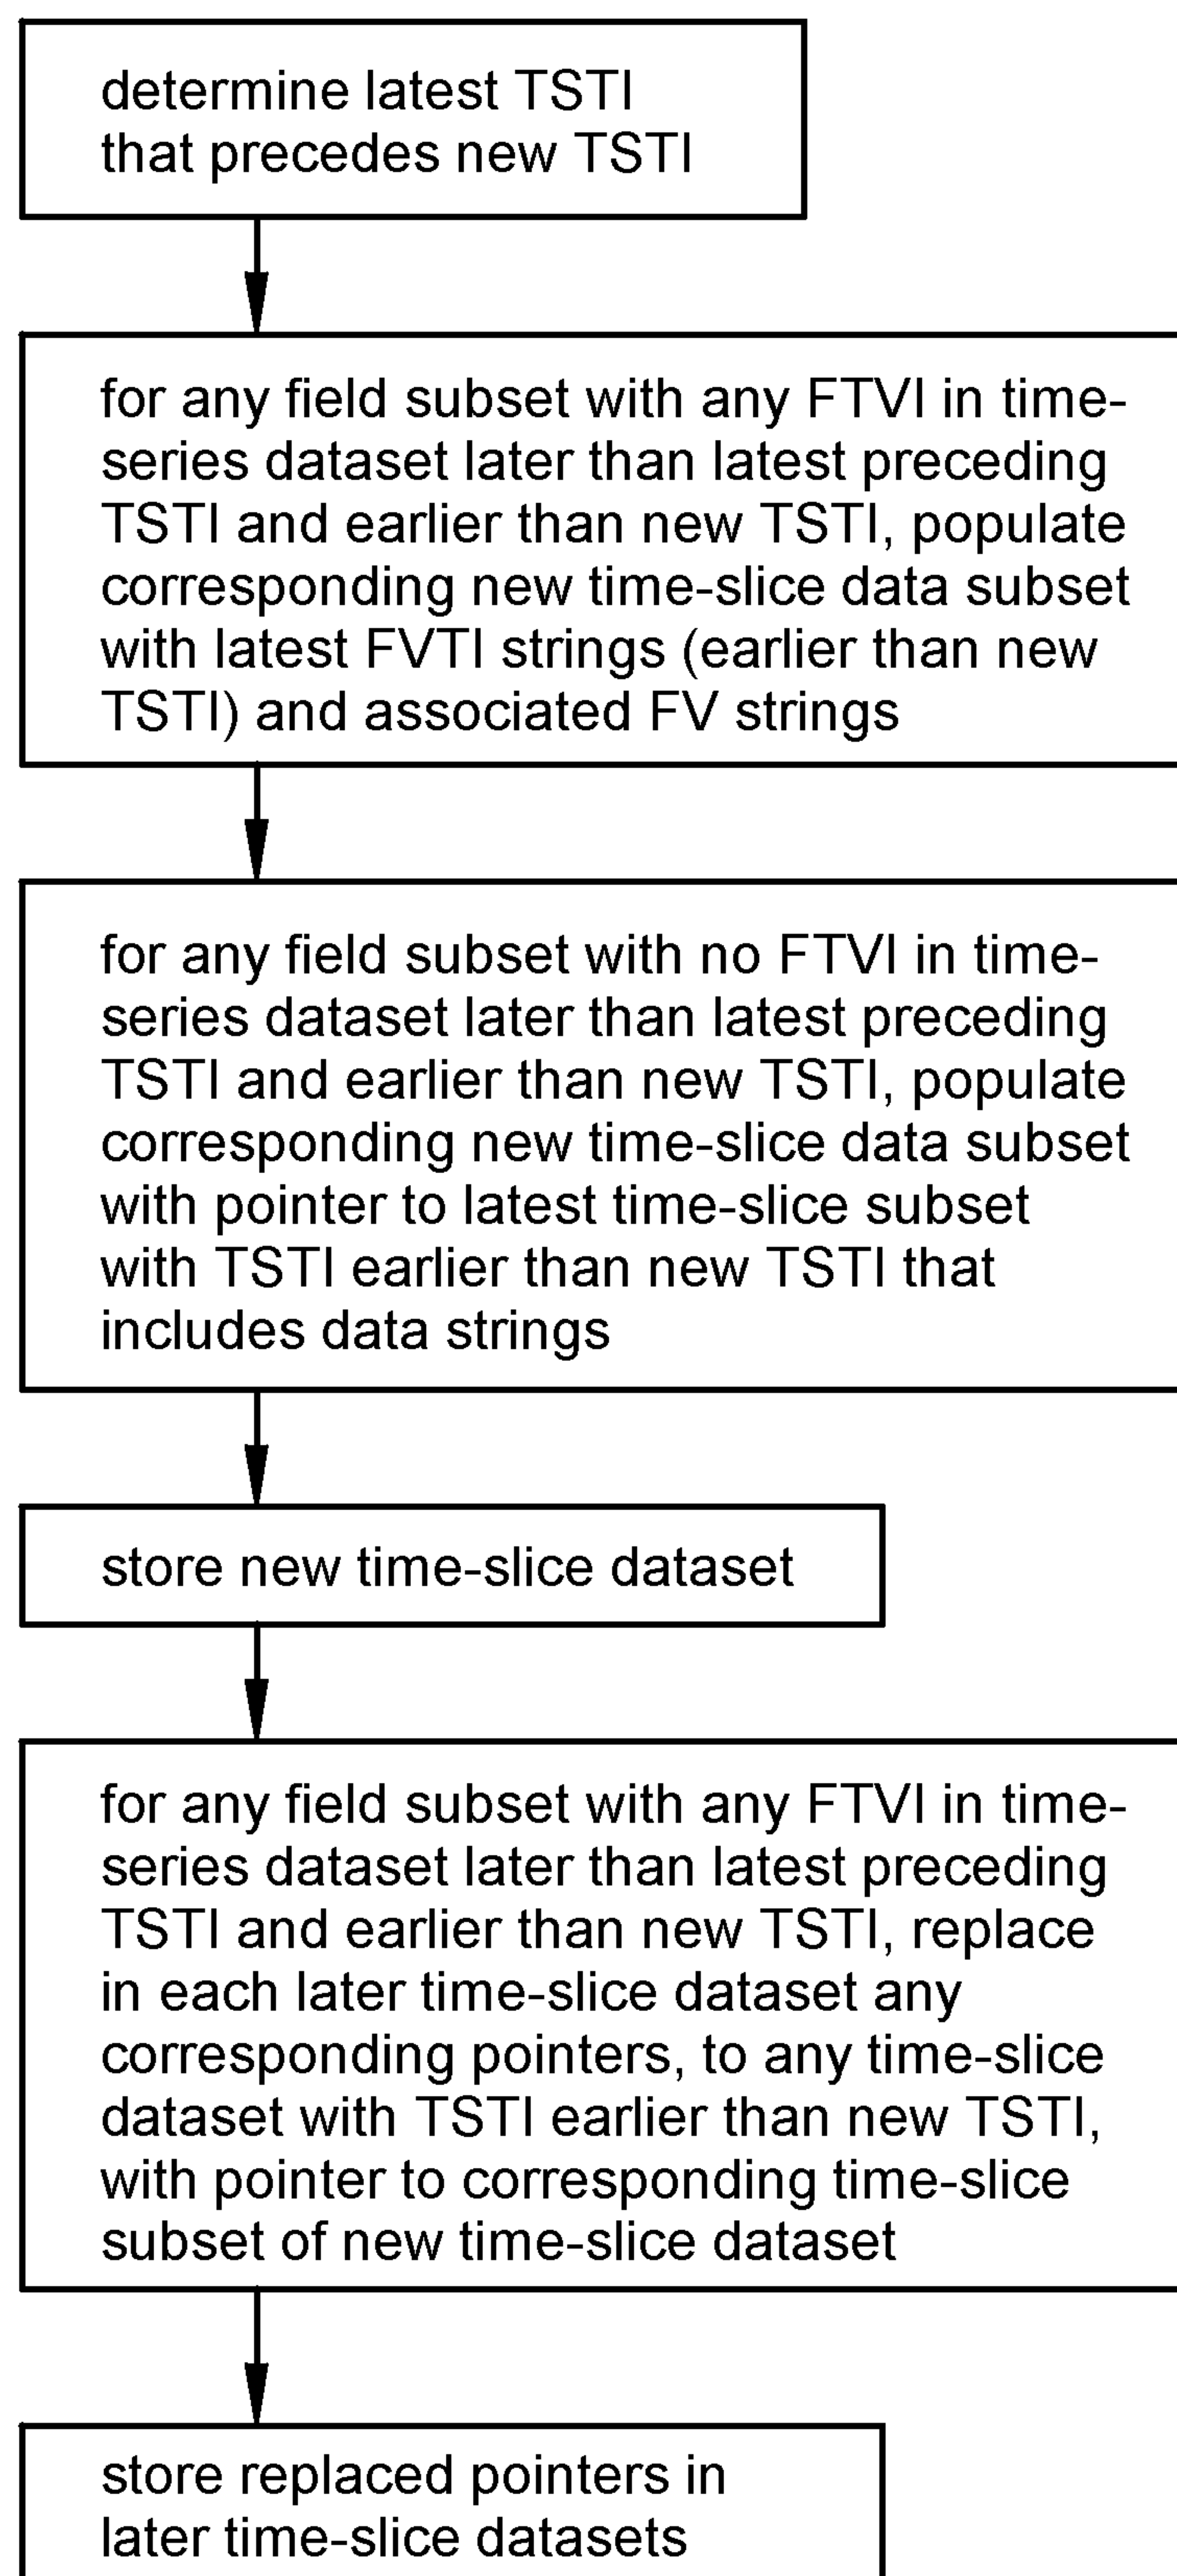 determine latest TSTI
that precedes new TSTI
for any field subset with any FTVI in time-
series dataset later than latest preceding
TSTI and earlier than new TSTI, populate
corresponding new time-slice data subset
with latest FVTI strings (earlier than new
TSTI) and associated FV strings
for any field subset with no FTVI in time-
series dataset later than latest preceding
TSTI and earlier than new TSTI, populate
corresponding new time-slice data subset
with pointer to latest time-slice subset
with TSTI earlier than new TSTI that
includes data strings
store new time-slice dataset
for any field subset with any FTVI in time-
series dataset later than latest preceding
TSTI and earlier than new TSTI, replace
in each later time-slice dataset any
corresponding pointers, to any time-slice
dataset with TSTI earlier than new TSTI,
with pointer to corresponding time-slice
subset of new time-slice dataset
store replaced pointers in
later time-slice datasets